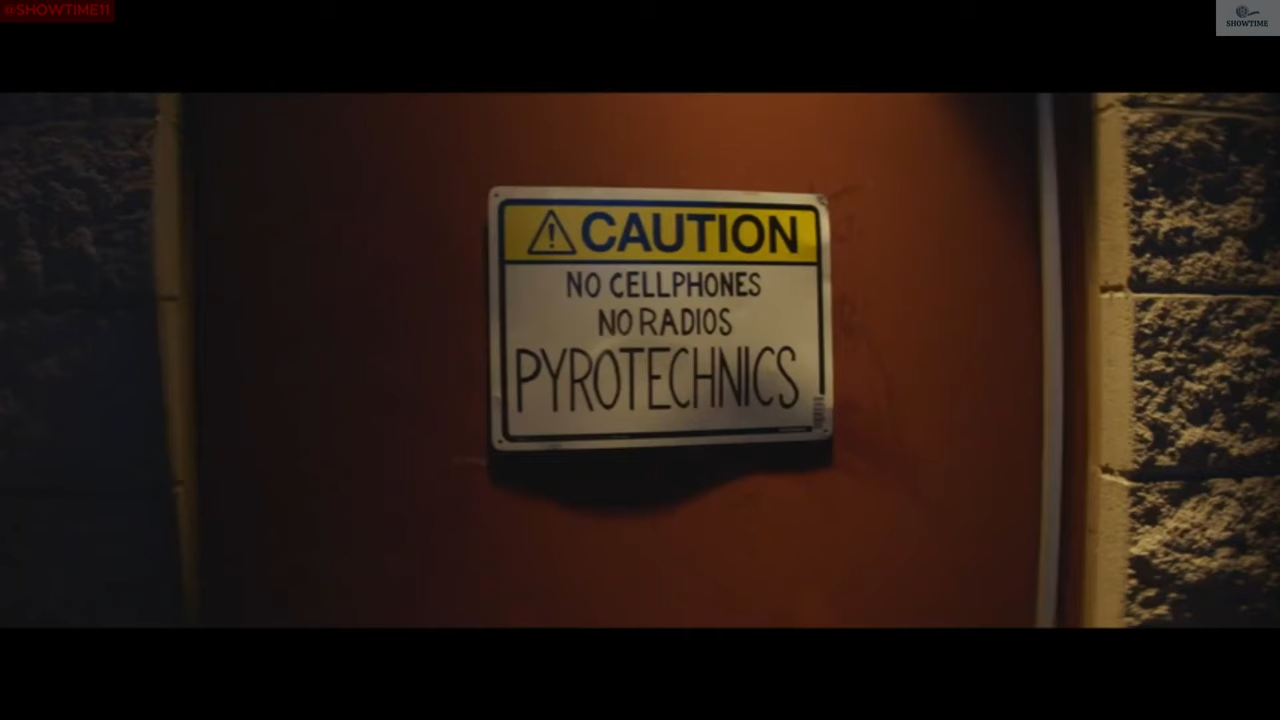 @SHOWTIME11
SHOWTIME
CAUTION
NO CELLPHONES
NO RADIOS
PYROTECHNICS